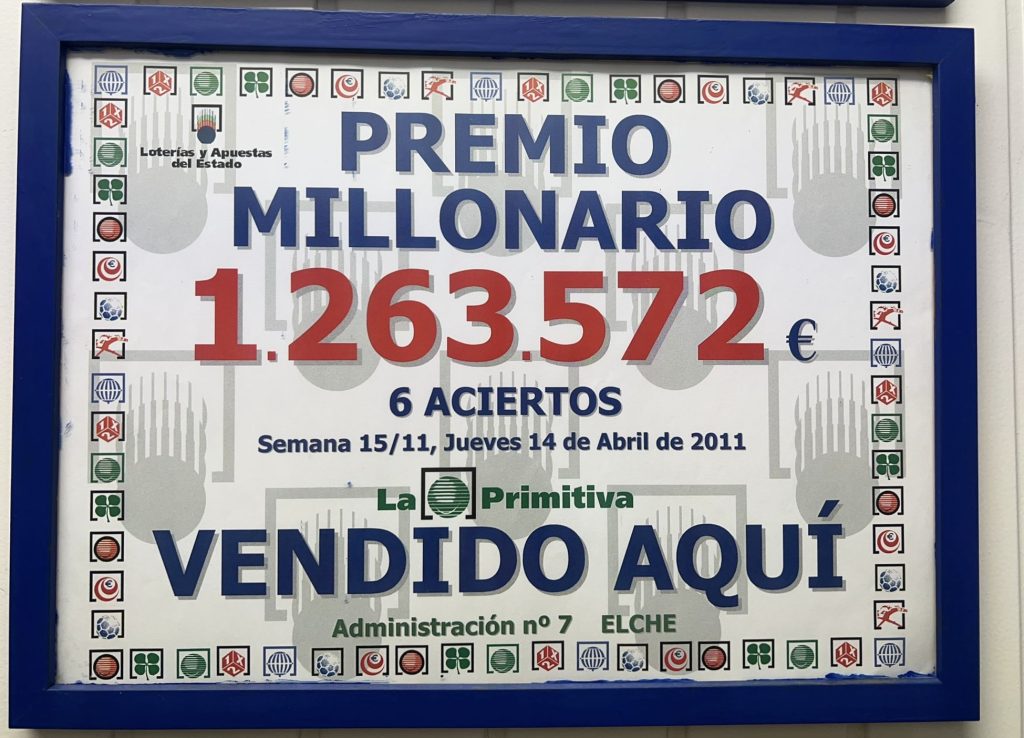 Loterías y Apuestas
del Estado
PREMIO
MILLONARIO
1.263.572 €
6 ACIERTOS
Semana 15/11, Jueves 14 de Abril de 2011
La Primitiva
VENDIDO AQUÍ
Administración nº 7 ELCHE